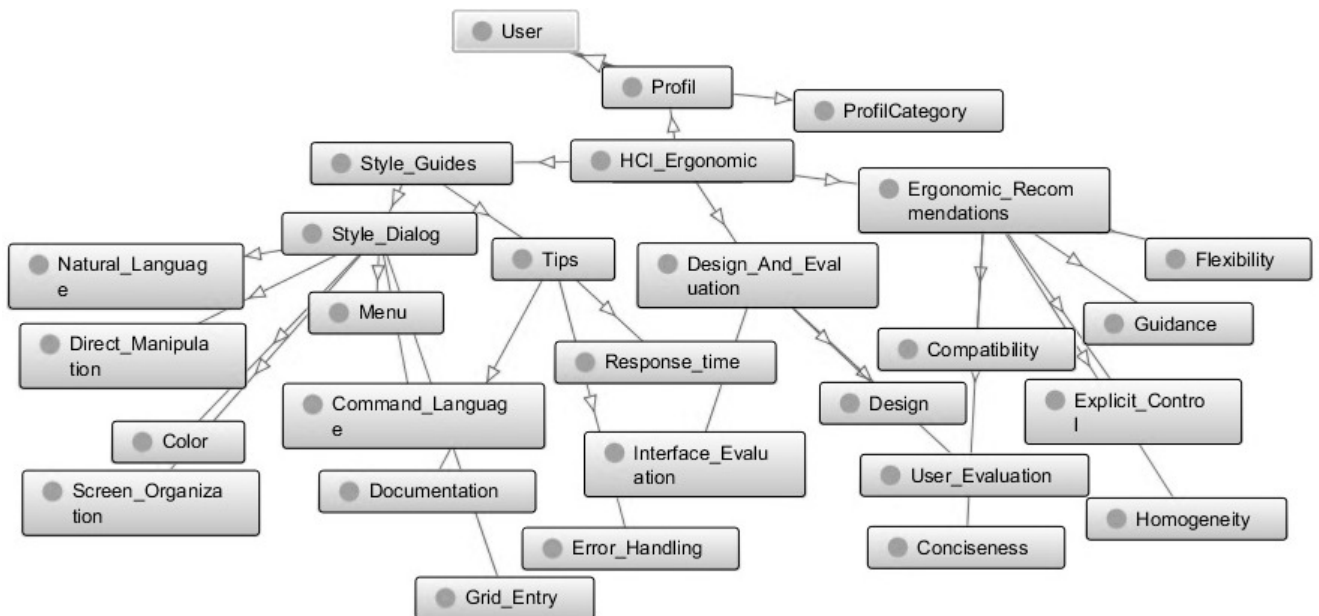 User
Profil
ProfilCategory
Style_Guides
HCI_Ergonomic
Ergonomic_Recom
mendations
Style_Dialog
Tips
Natural_Languag
e
Design_And_Eval
uation
Flexibility
Menu
Guidance
Direct_Manipula
tion
Response_time
Compatibility
Command_Languag
e
Design
Explicit_Contro
l
Color
Interface_Evalu
ation
Screen_Organiza
tion
Documentation
User_Evaluation
Homogeneity
Error_Handling
Conciseness
Grid_Entry